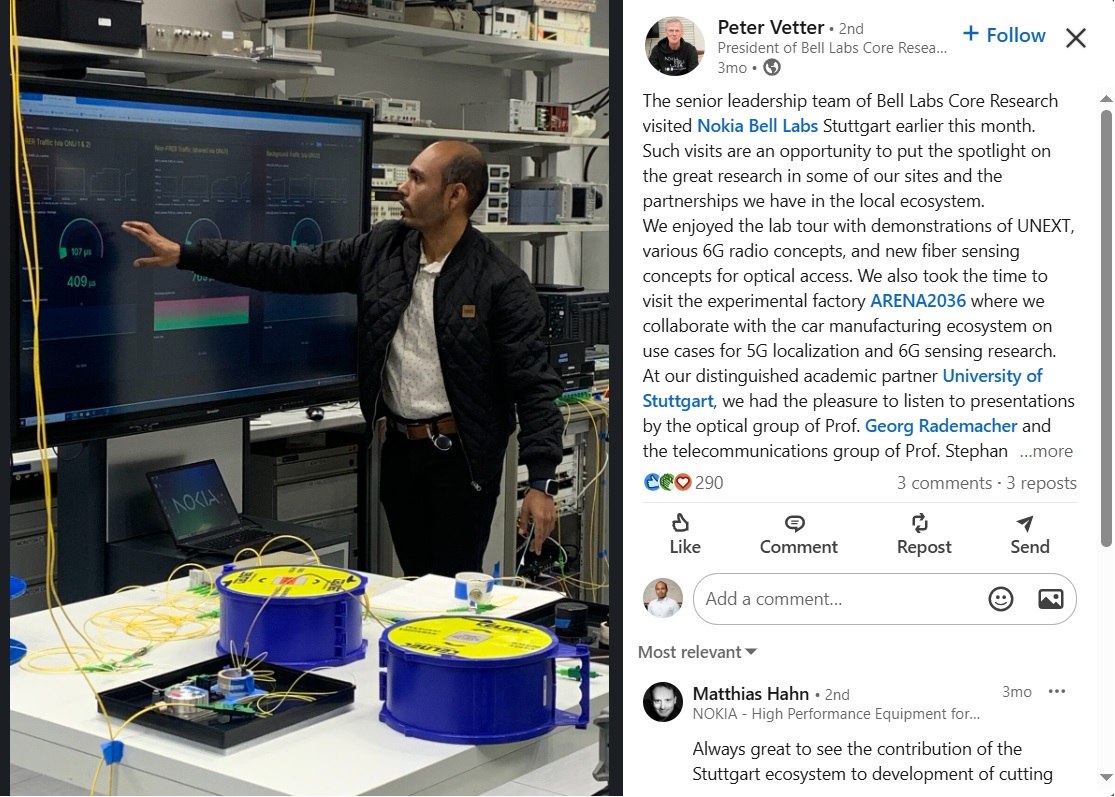 RER Traffic (via ONU 1 & 2)
107 µs
409 µs
NOKIA
Peter Vetter • 2nd
+ Follow
President of Bell Labs Core Resea...
3mo •
The senior leadership team of Bell Labs Core Research
visited Nokia Bell Labs Stuttgart earlier this month.
Such visits are an opportunity to put the spotlight on
the great research in some of our sites and the
partnerships we have in the local ecosystem.
We enjoyed the lab tour with demonstrations of UNEXT,
various 6G radio concepts, and new fiber sensing
concepts for optical access. We also took the time to
visit the experimental factory ARENA2036 where we
collaborate with the car manufacturing ecosystem on
use cases for 5G localization and 6G sensing research.
At our distinguished academic partner University of
Stuttgart, we had the pleasure to listen to presentations
by the optical group of Prof. Georg Rademacher and
the telecommunications group of Prof. Stephan ...more
290
3 comments · 3 reposts
Like
Comment
Repost
Send
Add a comment...
Most relevant
Matthias Hahn • 2nd
3mo
NOKIA - High Performance Equipment for...
Always great to see the contribution of the
Stuttgart ecosystem to development of cutting